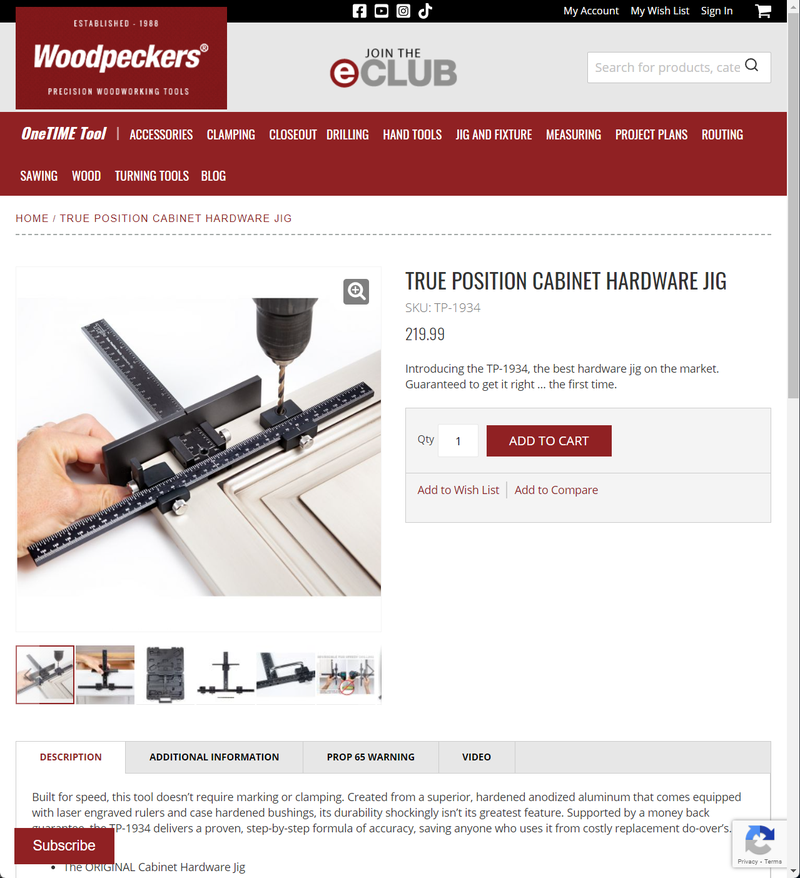 ESTABLISHED - 1988
Woodpeckers®
PRECISION WOODWORKING TOOLS
My Account My Wish List Sign In
JOIN THE
eCLUB
Search for products, cate
OneTIME Tool | ACCESSORIES CLAMPING CLOSEOUT DRILLING HAND TOOLS JIG AND FIXTURE MEASURING PROJECT PLANS ROUTING
SAWING WOOD TURNING TOOLS BLOG
HOME / TRUE POSITION CABINET HARDWARE JIG
TRUE POSITION CABINET HARDWARE JIG
SKU: TP-1934
219.99
Introducing the TP-1934, the best hardware jig on the market.
Guaranteed to get it right ... the first time.
Qty 1 ADD TO CART
Add to Wish List Add to Compare
DESCRIPTION ADDITIONAL INFORMATION PROP 65 WARNING VIDEO
Built for speed, this tool doesn't require marking or clamping. Created from a superior, hardened anodized aluminum that comes equipped
with laser engraved rulers and case hardened bushings, its durability shockingly isn't its greatest feature. Supported by a money back
guarantee, the TP-1934 delivers a proven, step-by-step formula of accuracy, saving anyone who uses it from costly replacement do-over's.
Subscribe
• The ORIGINAL Cabinet Hardware Jig
Privacy - Terms